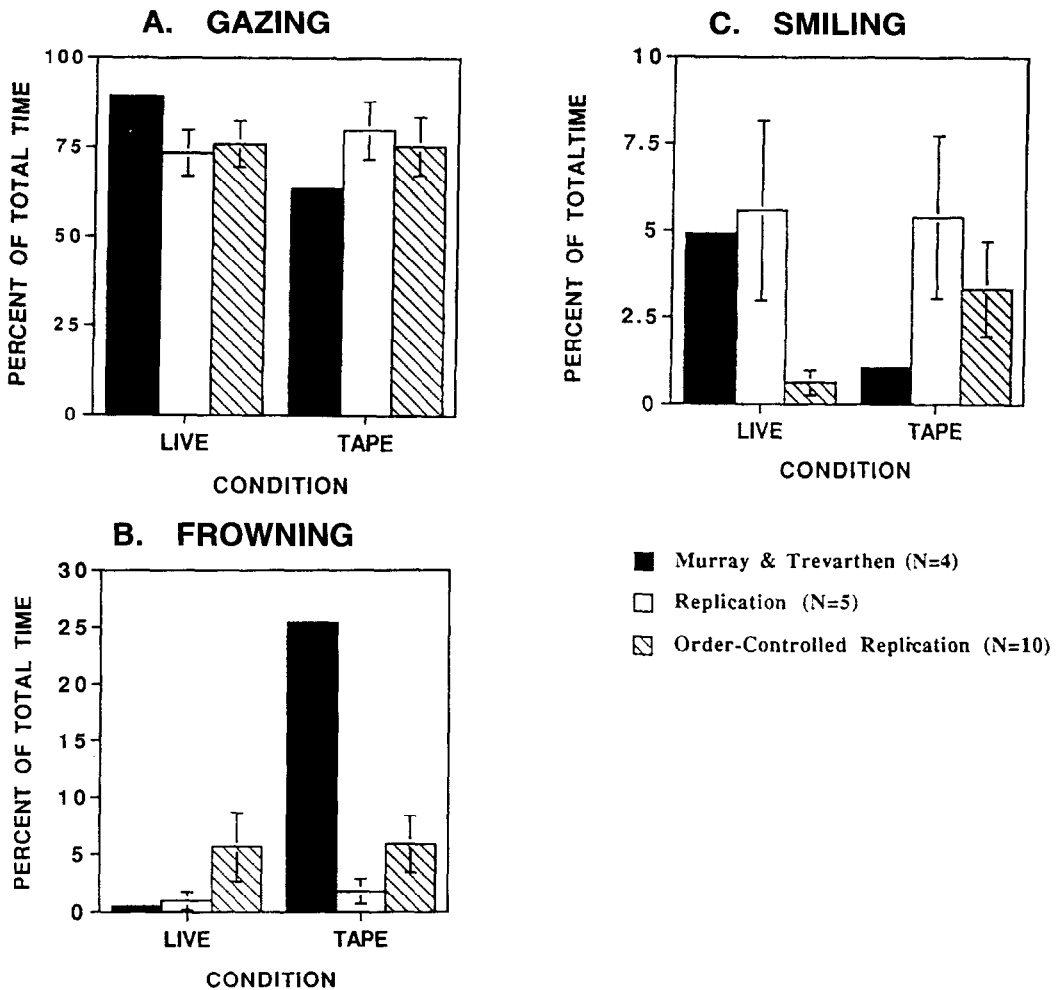 A. GAZING
PERCENT OF TOTAL TIME
100
75
50
25
0
LIVE TAPE
CONDITION
C. SMILING
PERCENT OF TOTALTIME
10
7.5
5
2.5
0
LIVE TAPE
CONDITION
B. FROWNING
PERCENT OF TOTAL TIME
30
25
20
15
10
5
0
LIVE TAPE
CONDITION
Murray & Trevarthen (N=4)
Replication (N=5)
Order-Controlled Replication (N=10)